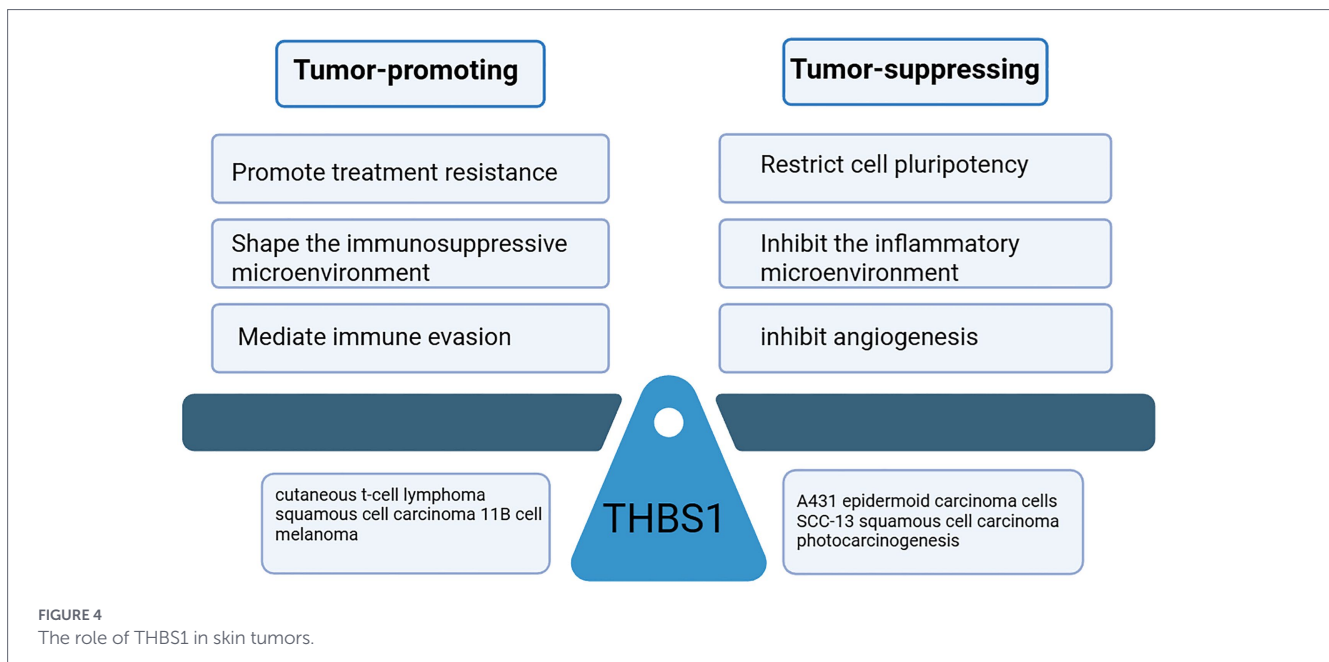 Tumor-promoting
Promote treatment resistance
Shape the immunosuppressive
microenvironment
Mediate immune evasion
Tumor-suppressing
Restrict cell pluripotency
Inhibit the inflammatory
microenvironment
inhibit angiogenesis
cutaneous t-cell lymphoma
squamous cell carcinoma 11B cell
melanoma
THBS1
A431 epidermoid carcinoma cells
SCC-13 squamous cell carcinoma
photocarcinogenesis
FIGURE 4
The role of THBS1 in skin tumors.